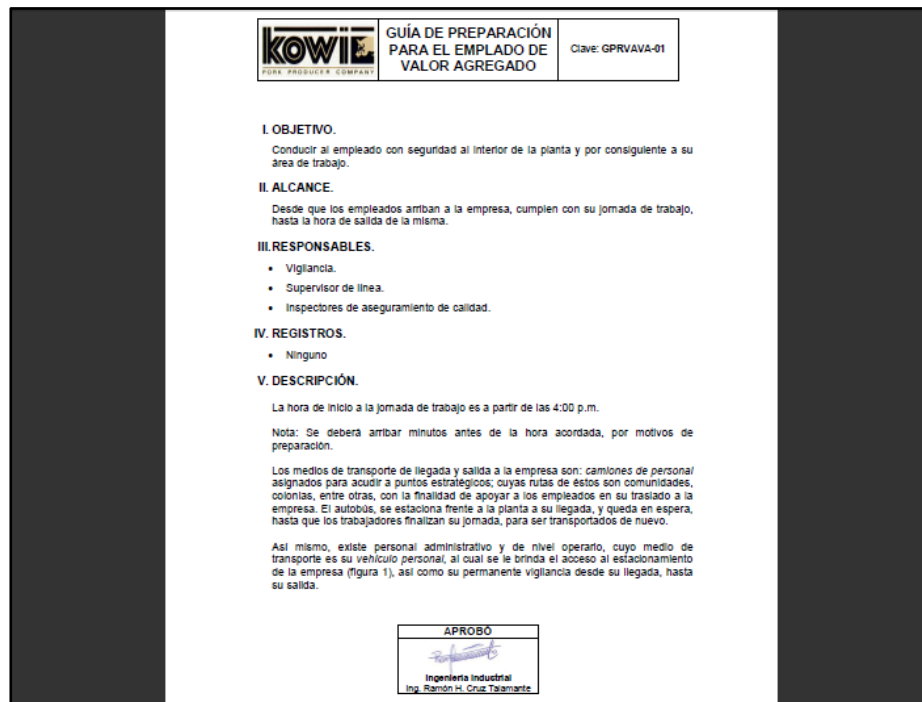 KOWI
PORK PRODUCER COMPANY
GUÍA DE PREPARACIÓN
PARA EL EMPLADO DE
VALOR AGREGADO
Clave: GPRVAVA-01
I. OBJETIVO.
Conducir al empleado con seguridad al interior de la planta y por consiguiente a su
área de trabajo.
II. ALCANCE.
Desde que los empleados arriban a la empresa, cumplen con su jornada de trabajo,
hasta la hora de salida de la misma.
III. RESPONSABLES.
• Vigilancia.
• Supervisor de línea.
• Inspectores de aseguramiento de calidad.
IV. REGISTROS.
• Ninguno
V. DESCRIPCIÓN.
La hora de inicio a la jornada de trabajo es a partir de las 4:00 p.m.
Nota: Se deberá arribar minutos antes de la hora acordada, por motivos de
preparación.
Los medios de transporte de llegada y salida a la empresa son: camiones de personal
asignados para acudir a puntos estratégicos; cuyas rutas de éstos son comunidades,
colonias, entre otras, con la finalidad de apoyar a los empleados en su traslado a la
empresa. El autobús, se estaciona frente a la planta a su llegada, y queda en espera,
hasta que los trabajadores finalizan su jornada, para ser transportados de nuevo.
Así mismo, existe personal administrativo y de nivel operario, cuyo medio de
transporte es su vehículo personal, al cual se le brinda el acceso al estacionamiento
de la empresa (figura 1), así como su permanente vigilancia desde su llegada, hasta
su salida.
APROBÓ
Ingeniería Industrial
Ing. Ramón H. Cruz Talamante